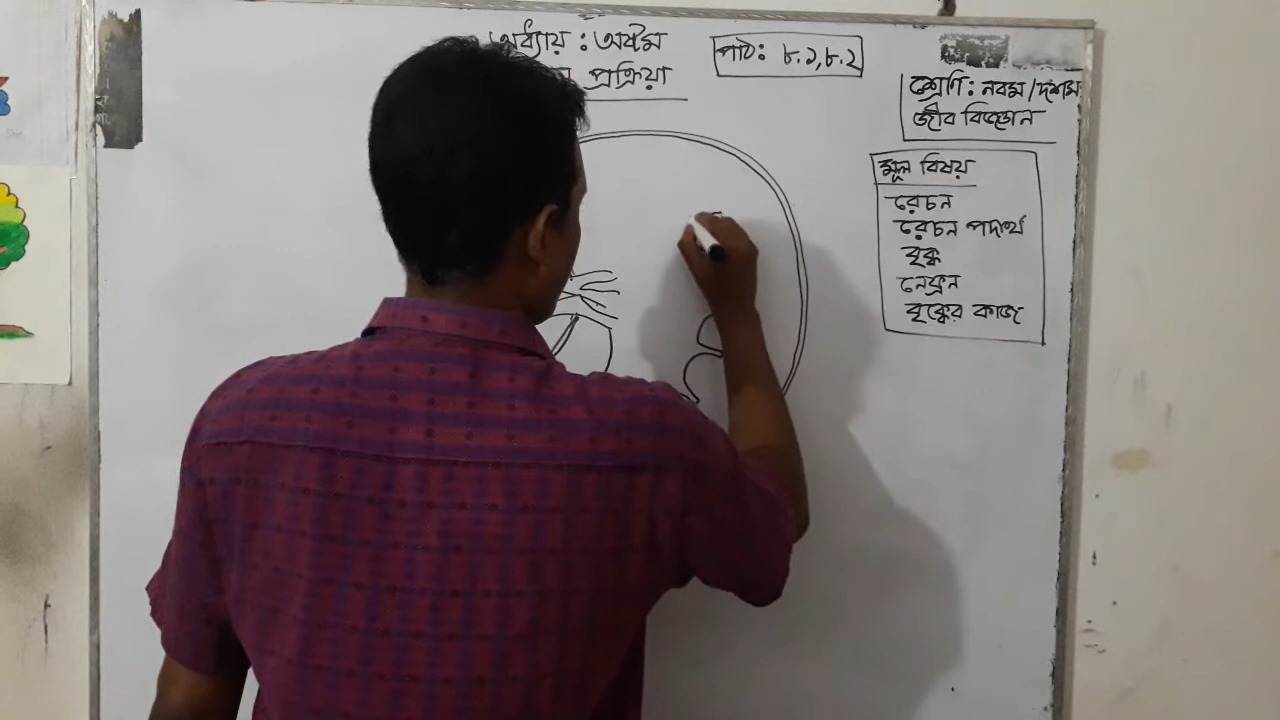 অধ্যায় : অষ্টম
প্রক্রিয়া
পাঠ: ৮.১,৮.২
শ্রেণি: নবম/দশম
জীব বিজ্ঞান
মূল বিষয়
রেচন
রেচন পদার্থ
বৃক্ক
নেফ্রন
বৃক্কের কাজ